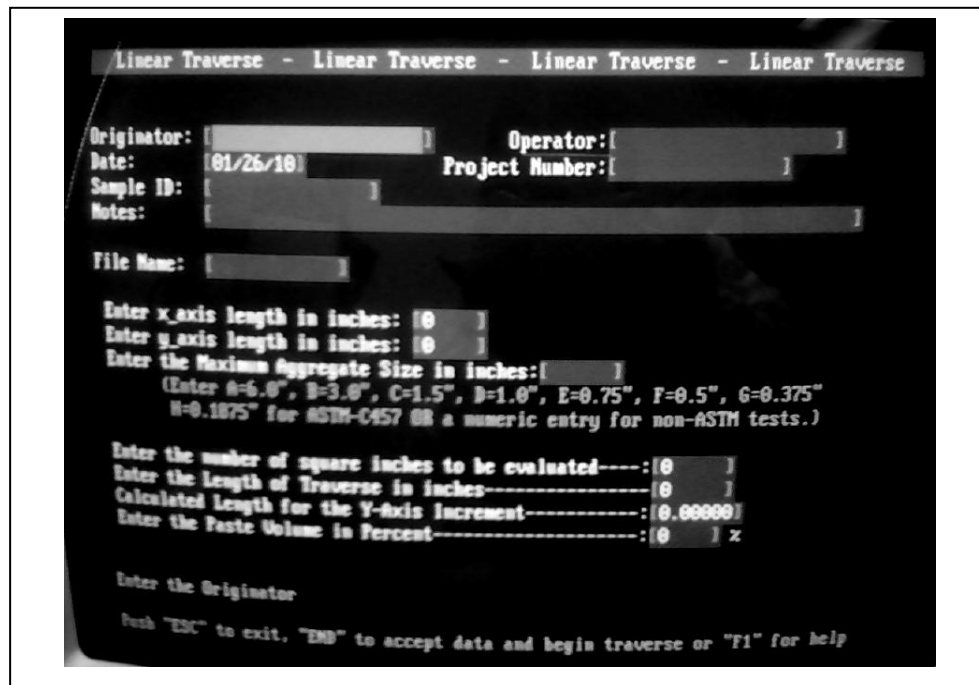 Linear Traverse - Linear Traverse - Linear Traverse - Linear Traverse
Originator: [ ] Operator:[ ]
Date: [01/26/10] Project Number:[ ]
Sample ID: [ ]
Notes: [ ]
File Name: [ ]
Enter x_axis length in inches: [0 ]
Enter y_axis length in inches: [0 ]
Enter the Maximum Aggregate Size in inches:[ ]
(Enter A=6.0", B=3.0", C=1.5", D=1.0", E=0.75", F=0.5", G=0.375"
H=0.1875" for ASTM-C457 OR a numeric entry for non-ASTM tests.)
Enter the number of square inches to be evaluated----:[0 ]
Enter the Length of Traverse in inches-----------------[0 ]
Calculated Length for the Y-Axis Increment-----------:[0.00000]
Enter the Paste Volume in Percent--------------------:[0 ] %
Enter the Originator
Push "ESC" to exit, "END" to accept data and begin traverse or "F1" for help